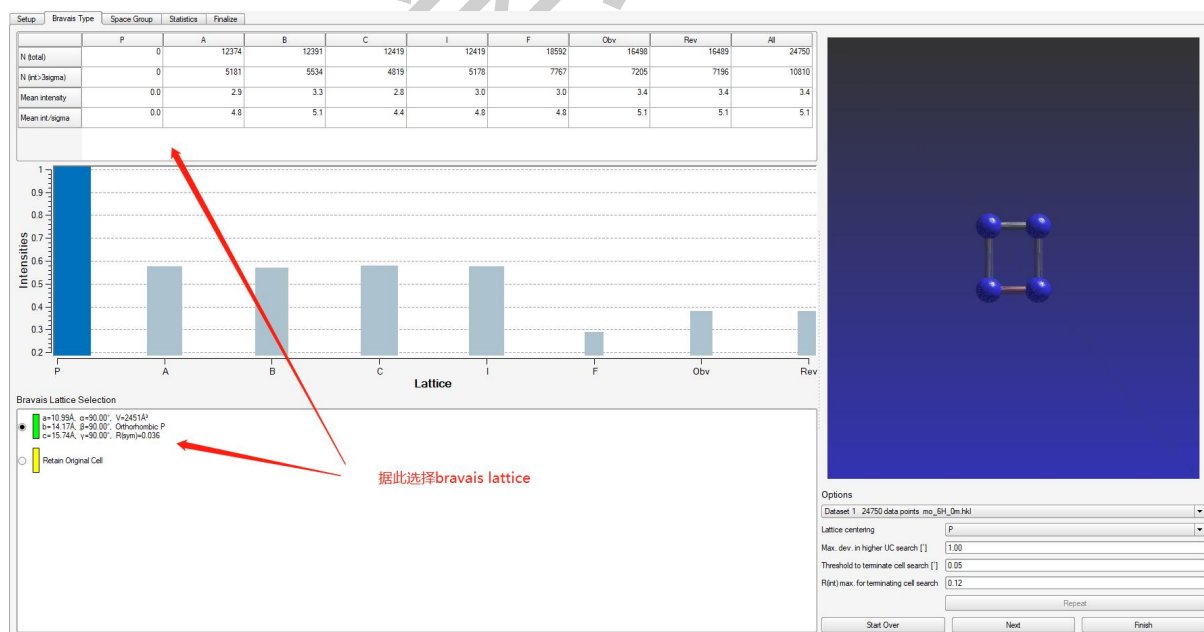 Setup Bravais Type Space Group Statistics Finalize
P A B C I F Obv Rev All
N (total) 0 12374 12391 12419 12419 18592 16498 16489 24750
N (int>3sigma) 0 5181 5534 4819 5178 7767 7205 7196 10810
Mean intensity 0.0 2.9 3.3 2.8 3.0 3.0 3.4 3.4 3.4
Mean int/sigma 0.0 4.8 5.1 4.4 4.8 4.8 5.1 5.1 5.1
Intensities
1
0.9
0.8
0.7
0.6
0.5
0.4
0.3
0.2
P A B C I F Obv Rev
Lattice
Bravais Lattice Selection
a=10.99Å, α=90.00°, V=2451Å³
b=14.17Å, β=90.00°, Orthorhombic P
c=15.74Å, γ=90.00°, R(sym)=0.036
Retain Original Cell
据此选择bravais lattice
Options
Dataset 1 24750 data points mo_6H_0m.hkl
Lattice centering P
Max. dev. in higher UC search [°] 1.00
Threshold to terminate cell search [°] 0.05
R(int) max. for terminating cell search 0.12
Repeat
Start Over Next Finish